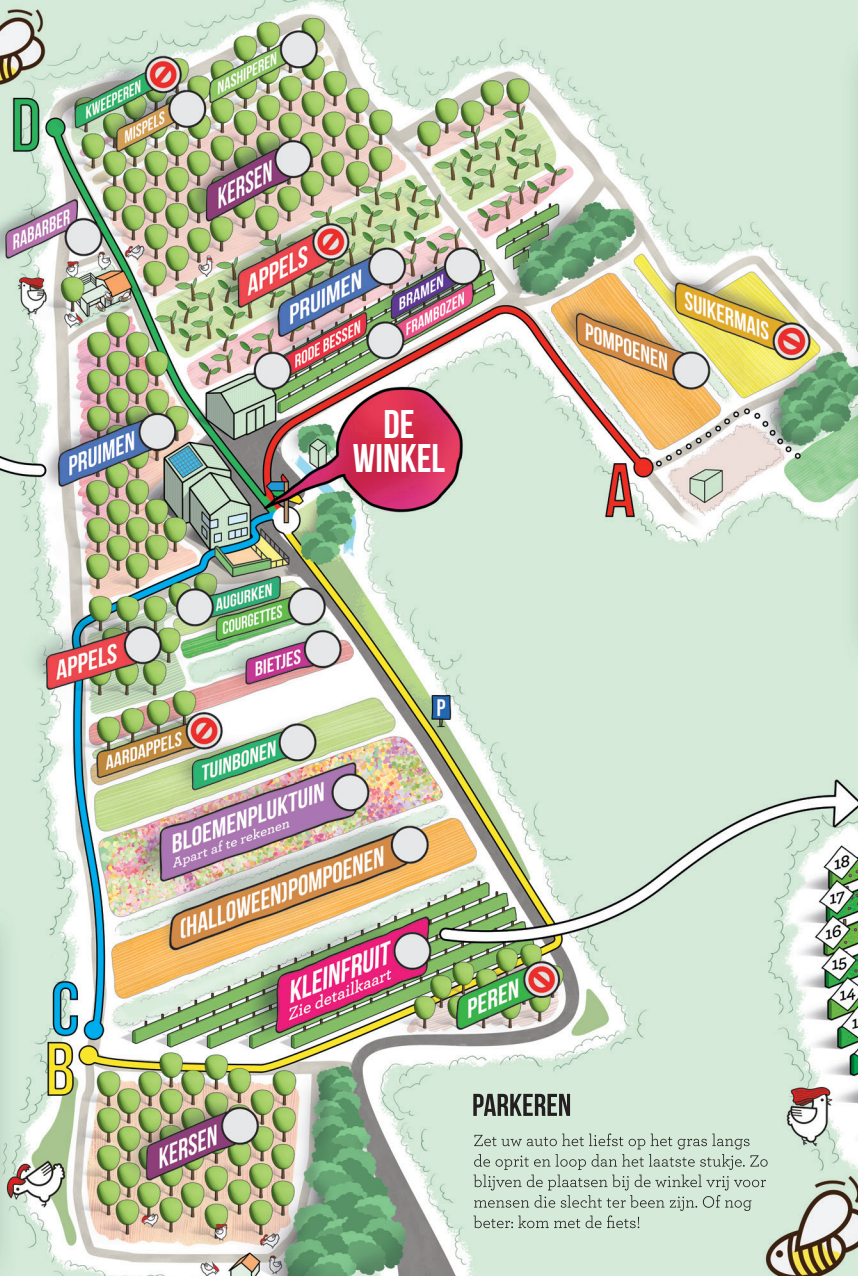 KWEEPEREN
NASHIPEREN
MISPELS
D
KERSEN
RABARBER
APPELS
PRUIMEN
BRAMEN
FRAMBOZEN
RODE BESSEN
SUIKERMAIS
POMPOENEN
DE
WINKEL
PRUIMEN
A
AUGURKEN
COURGETTES
APPELS
BIETJES
P
AARDAPPELS
TUINBONEN
BLOEMENPLUKTUIN
Apart af te rekenen
(HALLOWEEN)POMPOENEN
18
17
16
15
14
1
KLEINFRUIT
Zie detailkaart
PEREN
C
B
KERSEN
PARKEREN
Zet uw auto het liefst op het gras langs
de oprit en loop dan het laatste stukje. Zo
blijven de plaatsen bij de winkel vrij voor
mensen die slecht ter been zijn. Of nog
beter: kom met de fiets!